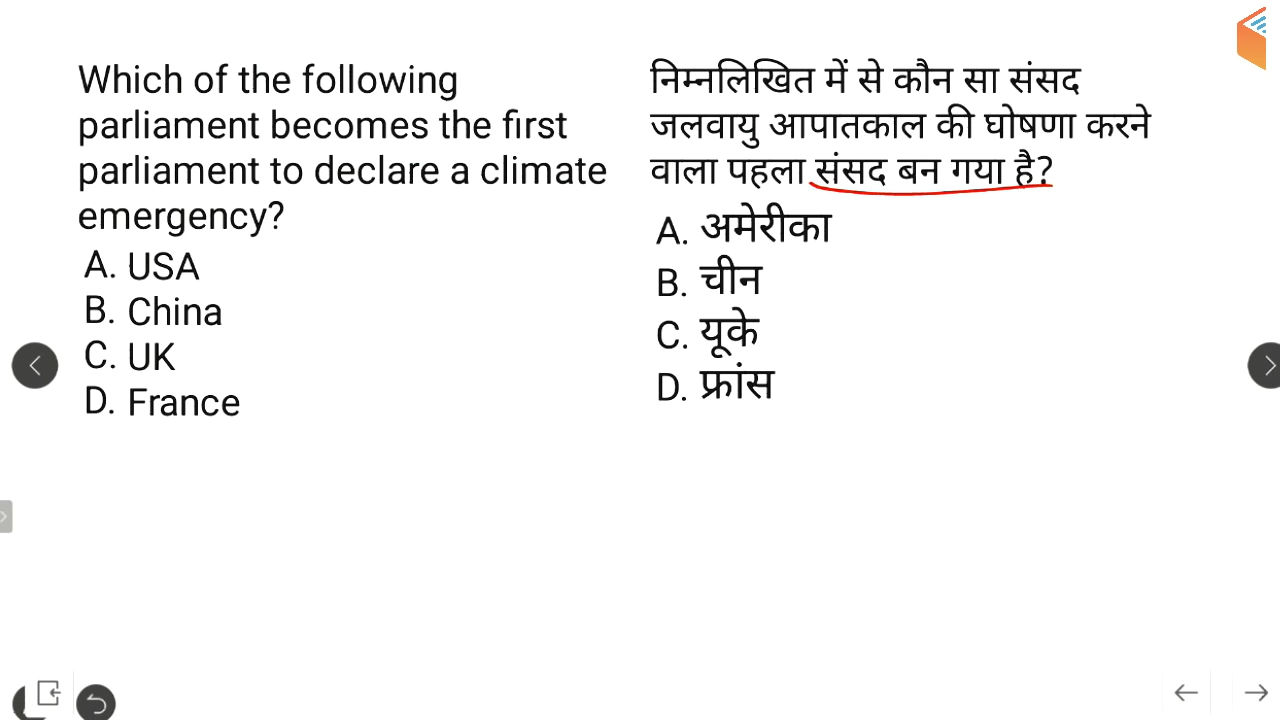 Which of the following
parliament becomes the first
parliament to declare a climate
emergency?
A. USA
B. China
C. UK
D. France
निम्नलिखित में से कौन सा संसद
जलवायु आपातकाल की घोषणा करने
वाला पहला संसद बन गया है?
A. अमेरीका
B. चीन
C. यूके
D. फ्रांस